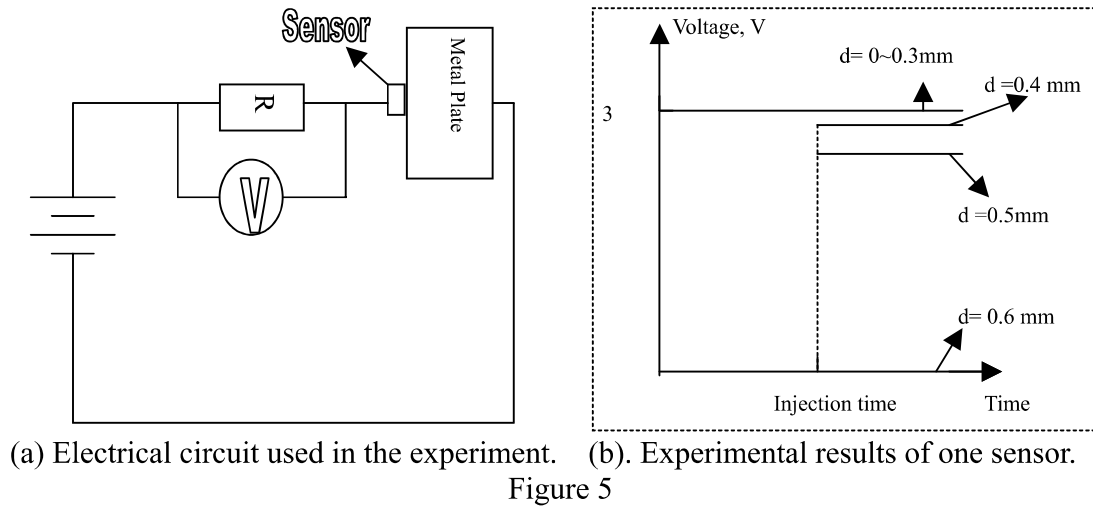 Sensor
R
V
Metal Plate
Voltage, V
d= 0~0.3mm
d =0.4 mm
3
d =0.5mm
d= 0.6 mm
Injection time
Time
(a) Electrical circuit used in the experiment.
(b). Experimental results of one sensor.
Figure 5